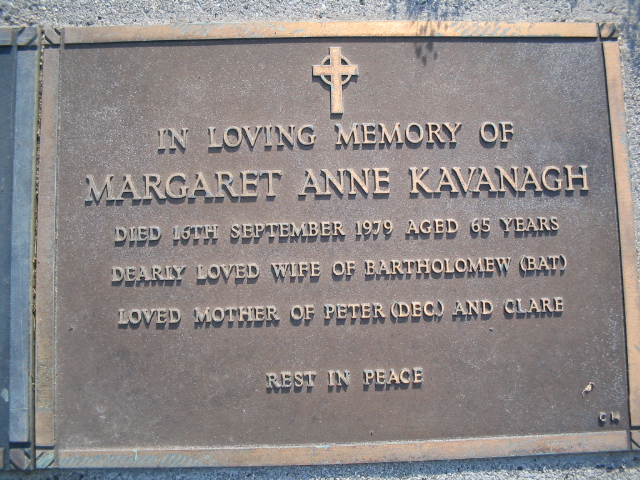 IN LOVING MEMORY OF
MARGARET ANNE KAVANAGH
DIED 16TH SEPTEMBER 1979 AGED 65 YEARS
DEARLY LOVED WIFE OF BARTHOLOMEW (BAT)
LOVED MOTHER OF PETER (DEC.) AND CLARE
REST IN PEACE